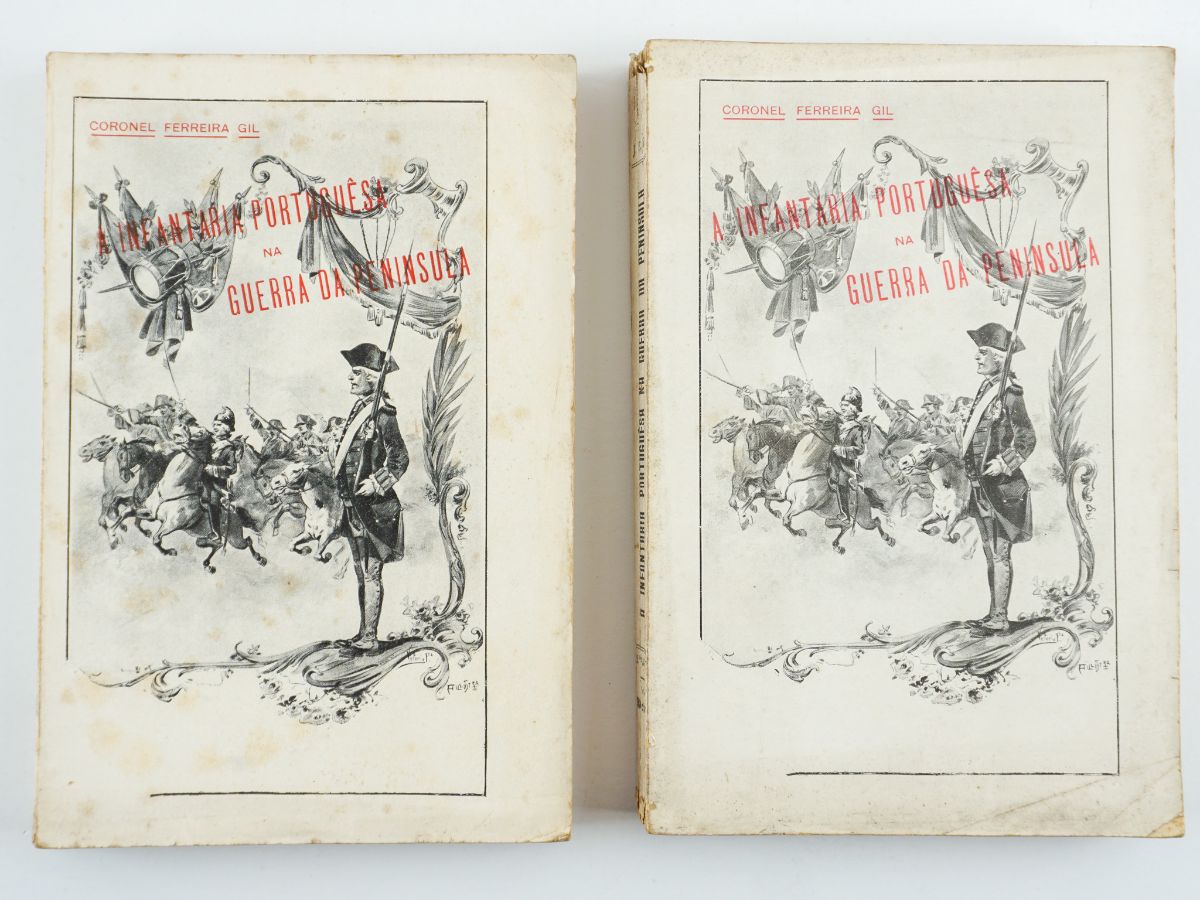 CORONEL FERREIRA GIL
A INFANTARIA PORTUGUÊSA
NA
GUERRA DA PENINSULA
A INFANTARIA PORTUGUÊSA NA GUERRA DA PENINSULA
CORONEL FERREIRA GIL
A INFANTARIA PORTUGUÊSA
NA
GUERRA DA PENINSULA